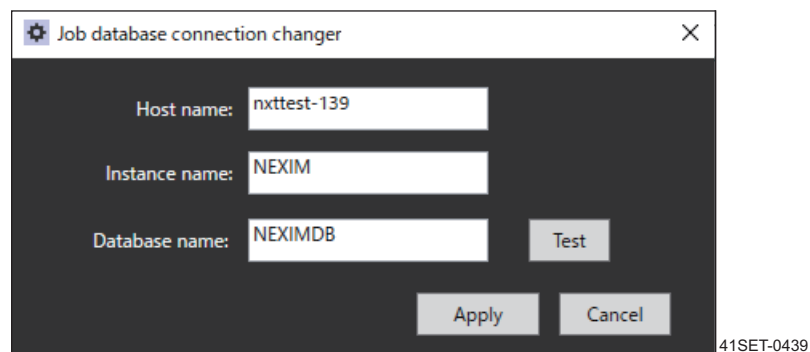 Job database connection changer
Host name: nxttest-139
Instance name: NEXIM
Database name: NEXIMDB Test
Apply Cancel
41SET-0439